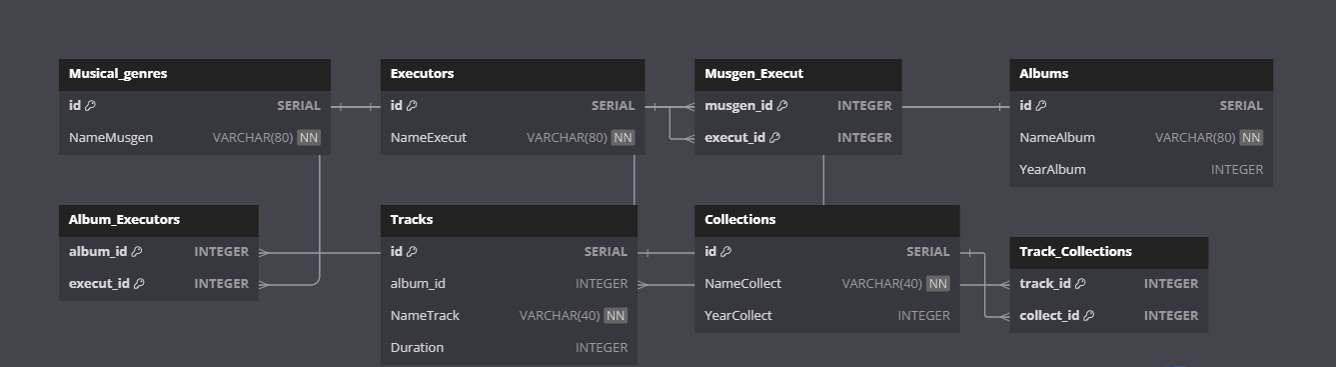 Musical_genres
id SERIAL
NameMusgen VARCHAR(80) NN
Executors
id SERIAL
NameExecut VARCHAR(80) NN
Musgen_Execut
musgen_id INTEGER
execut_id INTEGER
Albums
id SERIAL
NameAlbum VARCHAR(80) NN
YearAlbum INTEGER
Album_Executors
album_id INTEGER
execut_id INTEGER
Tracks
id SERIAL
album_id INTEGER
NameTrack VARCHAR(40) NN
Duration INTEGER
Collections
id SERIAL
NameCollect VARCHAR(40) NN
YearCollect INTEGER
Track_Collections
track_id INTEGER
collect_id INTEGER